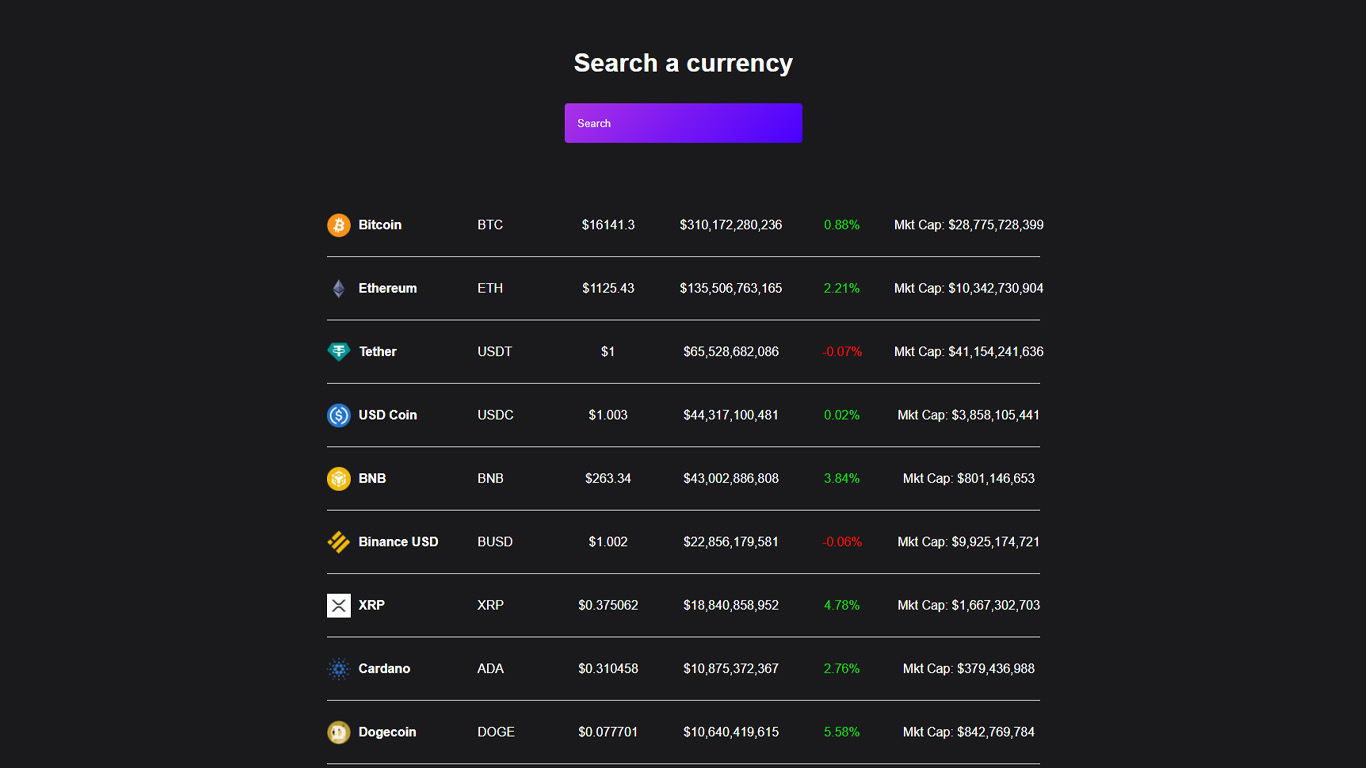 Search a currency
Search
Bitcoin BTC $16141.3 $310,172,280,236 0.88% Mkt Cap: $28,775,728,399
Ethereum ETH $1125.43 $135,506,763,165 2.21% Mkt Cap: $10,342,730,904
Tether USDT $1 $65,528,682,086 -0.07% Mkt Cap: $41,154,241,636
USD Coin USDC $1.003 $44,317,100,481 0.02% Mkt Cap: $3,858,105,441
BNB BNB $263.34 $43,002,886,808 3.84% Mkt Cap: $801,146,653
Binance USD BUSD $1.002 $22,856,179,581 -0.06% Mkt Cap: $9,925,174,721
XRP XRP $0.375062 $18,840,858,952 4.78% Mkt Cap: $1,667,302,703
Cardano ADA $0.310458 $10,875,372,367 2.76% Mkt Cap: $379,436,988
Dogecoin DOGE $0.077701 $10,640,419,615 5.58% Mkt Cap: $842,769,784